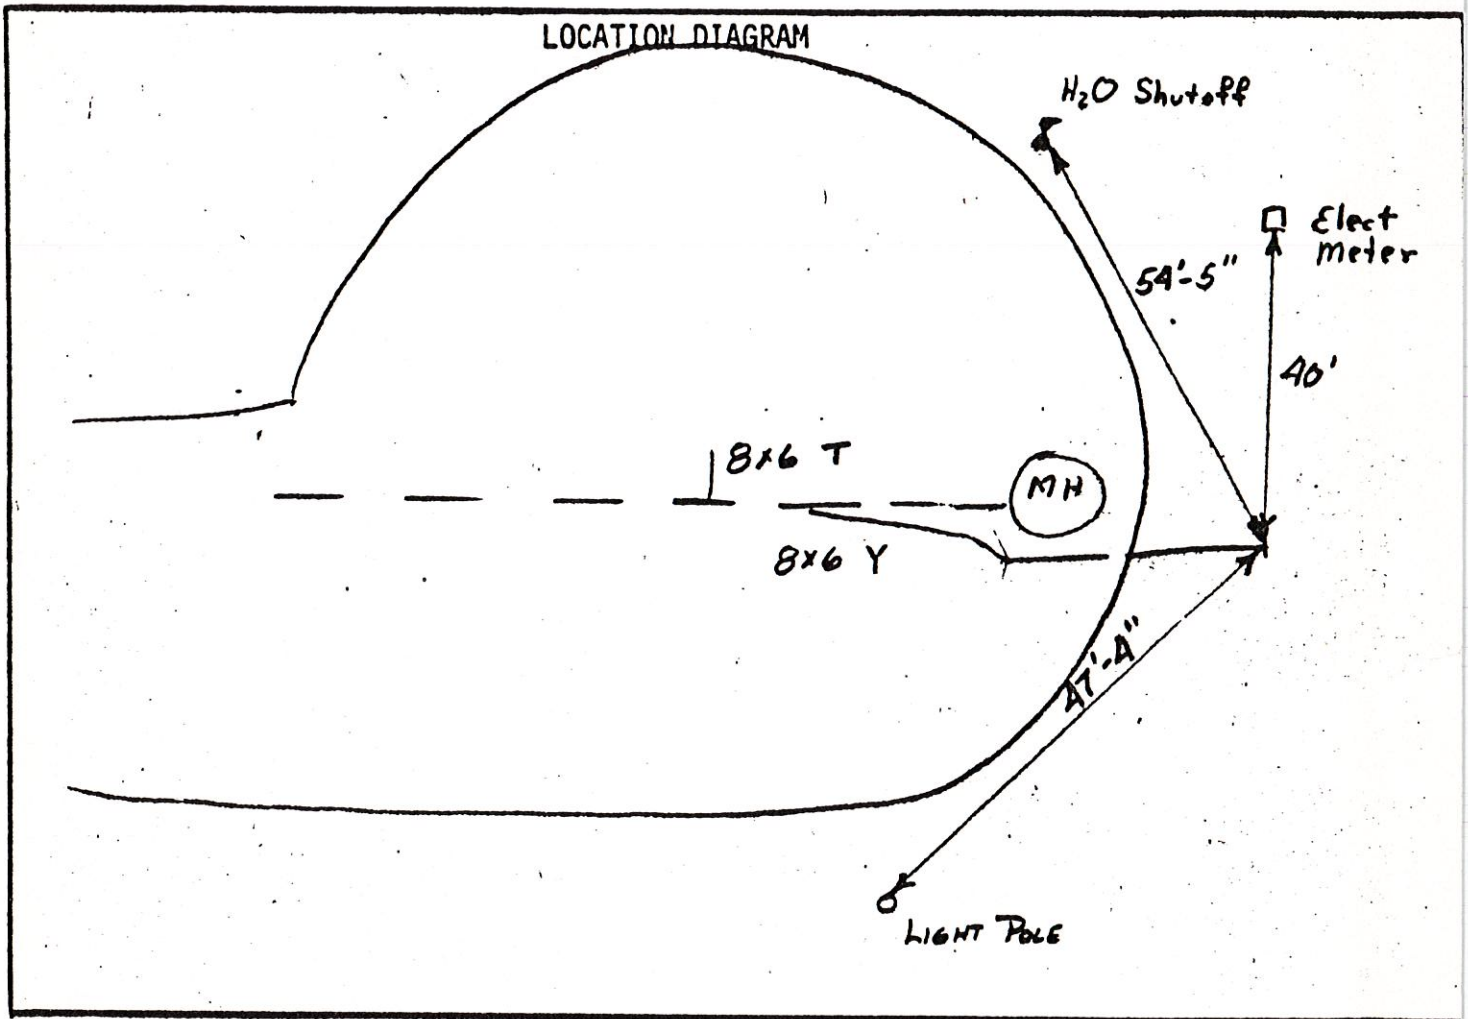 LOCATION DIAGRAM
H₂O Shutoff
Elect
meter
54'-5"
40'
8x6 T
MH
8x6 Y
47'-4"
LIGHT POLE